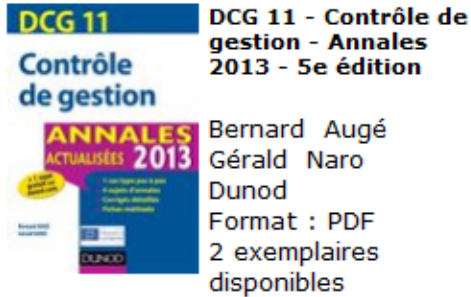 DCG 11
Contrôle
de gestion
ANNALES
ACTUALISÉES 2013
DUNOD
DCG 11 - Contrôle de
gestion - Annales
2013 - 5e édition
Bernard Augé
Gérald Naro
Dunod
Format : PDF
2 exemplaires
disponibles